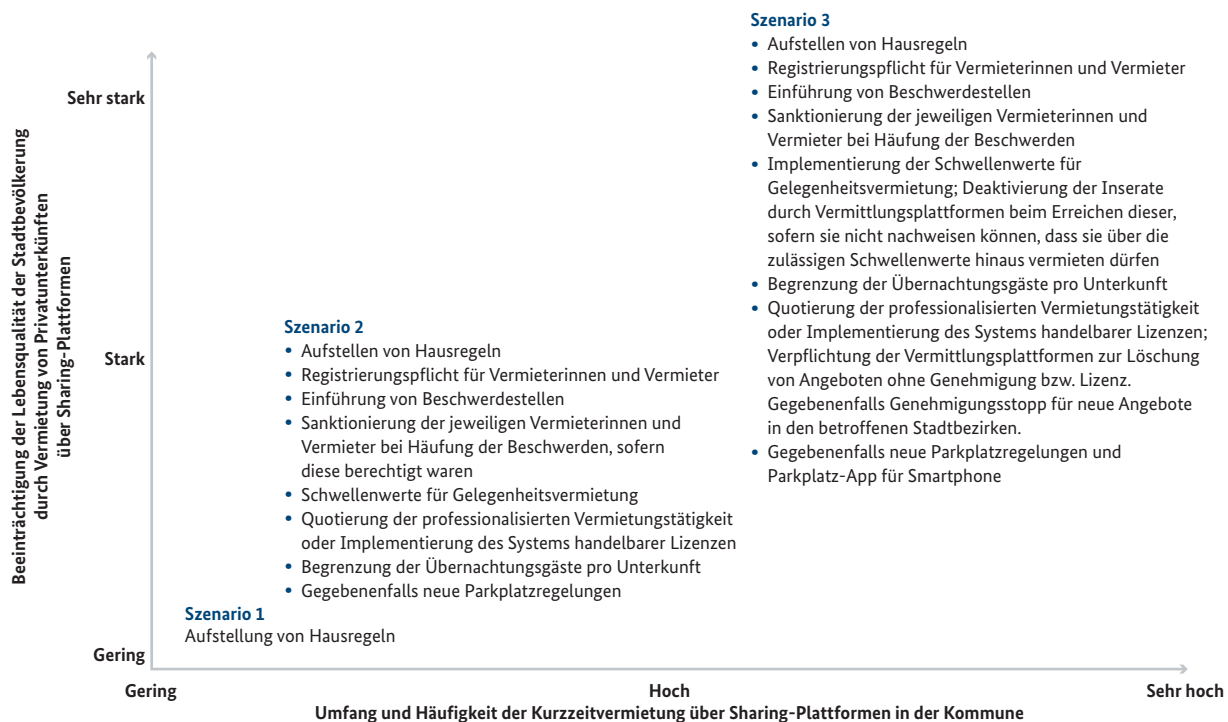 Szenario 3
• Aufstellen von Hausregeln
• Registrierungspflicht für Vermieterinnen und Vermieter
• Einführung von Beschwerdestellen
• Sanktionierung der jeweiligen Vermieterinnen und
Vermieter bei Häufung der Beschwerden
• Implementierung der Schwellenwerte für
Gelegenheitsvermietung; Deaktivierung der Inserate
durch Vermittlungsplattformen beim Erreichen dieser,
sofern sie nicht nachweisen können, dass sie über die
zulässigen Schwellenwerte hinaus vermieten dürfen
• Begrenzung der Übernachtungsgäste pro Unterkunft
• Quotierung der professionalisierten Vermietungstätigkeit
oder Implementierung des Systems handelbarer Lizenzen;
Verpflichtung der Vermittlungsplattformen zur Löschung
von Angeboten ohne Genehmigung bzw. Lizenz.
Gegebenenfalls Genehmigungsstopp für neue Angebote
in den betroffenen Stadtbezirken.
• Gegebenenfalls neue Parkplatzregelungen und
Parkplatz-App für Smartphone
Szenario 2
• Aufstellen von Hausregeln
• Registrierungspflicht für Vermieterinnen und Vermieter
• Einführung von Beschwerdestellen
• Sanktionierung der jeweiligen Vermieterinnen und
Vermieter bei Häufung der Beschwerden, sofern
diese berechtigt waren
• Schwellenwerte für Gelegenheitsvermietung
• Quotierung der professionalisierten Vermietungstätigkeit
oder Implementierung des Systems handelbarer Lizenzen
• Begrenzung der Übernachtungsgäste pro Unterkunft
• Gegebenenfalls neue Parkplatzregelungen
Szenario 1
Aufstellung von Hausregeln
Beeinträchtigung der Lebensqualität der Stadtbevölkerung
durch Vermietung von Privatunterkünften
über Sharing-Plattformen
Sehr stark
Stark
Gering
Gering
Hoch
Sehr hoch
Umfang und Häufigkeit der Kurzzeitvermietung über Sharing-Plattformen in der Kommune